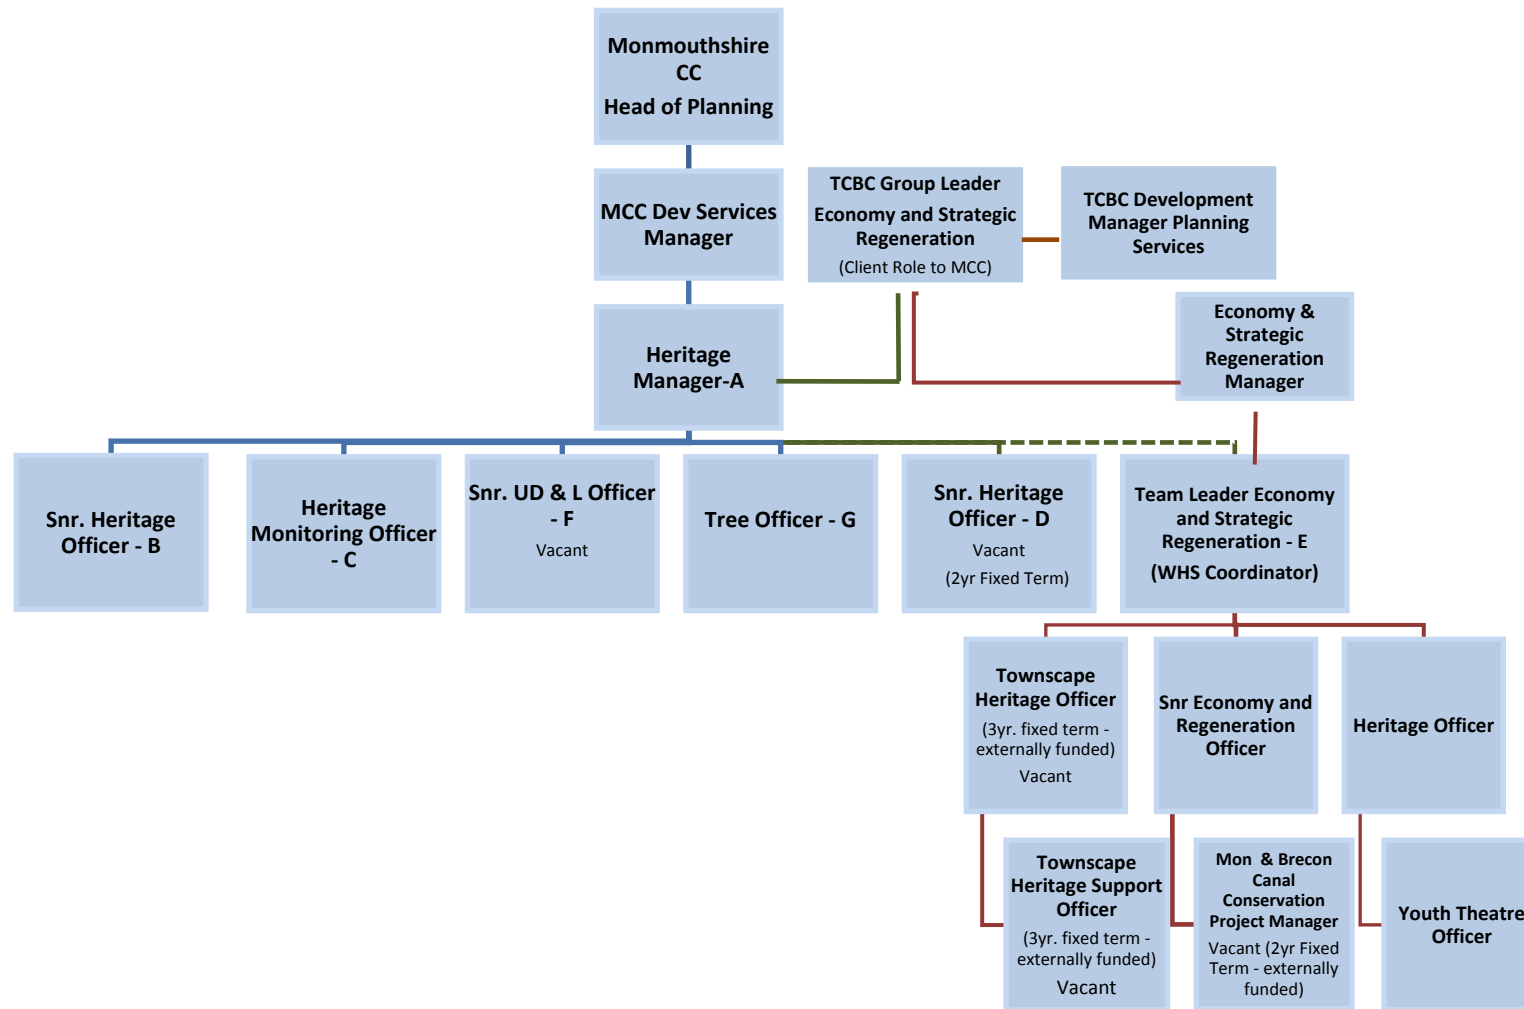 Monmouthshire
CC
Head of Planning
MCC Dev Services
Manager
TCBC Group Leader
Economy and Strategic
Regeneration
(Client Role to MCC)
TCBC Development
Manager Planning
Services
Heritage
Manager-A
Economy &
Strategic
Regeneration
Manager
Snr. Heritage
Officer - B
Heritage
Monitoring Officer
- C
Snr. UD & L Officer
- F
Vacant
Tree Officer - G
Snr. Heritage
Officer - D
Vacant
(2yr Fixed Term)
Team Leader Economy
and Strategic
Regeneration - E
(WHS Coordinator)
Townscape
Heritage Officer
(3yr. fixed term -
externally funded)
Vacant
Snr Economy and
Regeneration
Officer
Heritage Officer
Townscape
Heritage Support
Officer
(3yr. fixed term -
externally funded)
Vacant
Mon & Brecon
Canal
Conservation
Project Manager
Vacant (2yr Fixed
Term - externally
funded)
Youth Theatre
Officer